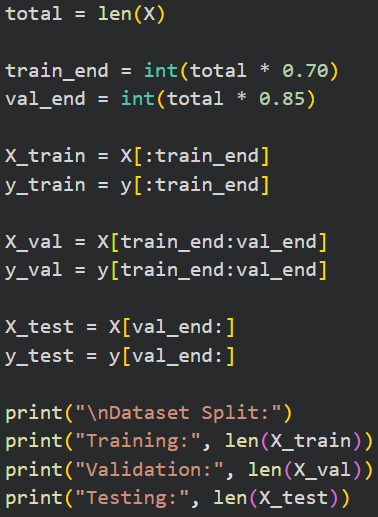 total = len(X)
train_end = int(total * 0.70)
val_end = int(total * 0.85)
X_train = X[:train_end]
y_train = y[:train_end]
X_val = X[train_end:val_end]
y_val = y[train_end:val_end]
X_test = X[val_end:]
y_test = y[val_end:]
print("\nDataset Split:")
print("Training:", len(X_train))
print("Validation:", len(X_val))
print("Testing:", len(X_test))